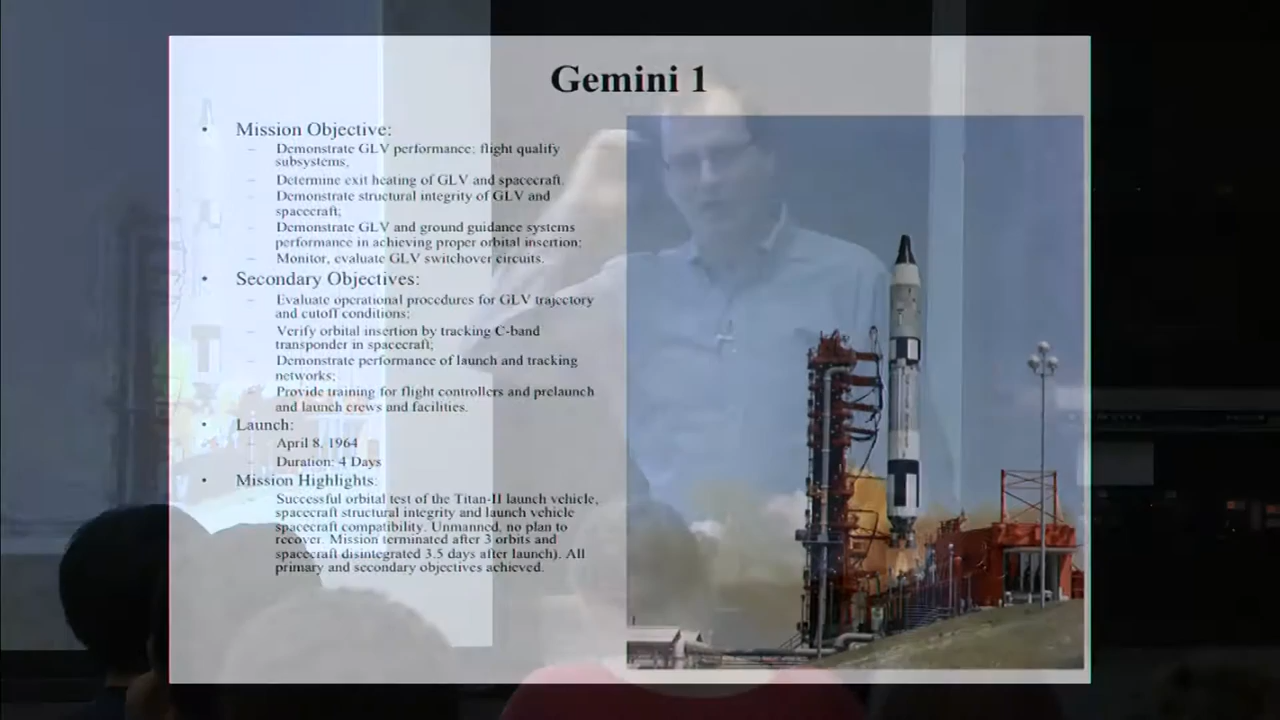 Gemini 1
• Mission Objective:
– Demonstrate GLV performance; flight qualify
subsystems;
– Determine exit heating of GLV and spacecraft.
– Demonstrate structural integrity of GLV and
spacecraft;
– Demonstrate GLV and ground guidance systems
performance in achieving proper orbital insertion;
– Monitor, evaluate GLV switchover circuits.
• Secondary Objectives:
– Evaluate operational procedures for GLV trajectory
and cutoff conditions;
– Verify orbital insertion by tracking C-band
transponder in spacecraft;
– Demonstrate performance of launch and tracking
networks;
– Provide training for flight controllers and prelaunch
and launch crews and facilities.
• Launch:
– April 8, 1964
– Duration: 4 Days
• Mission Highlights:
– Successful orbital test of the Titan-II launch vehicle,
spacecraft structural integrity and launch vehicle
spacecraft compatibility. Unmanned, no plan to
recover. Mission terminated after 3 orbits and
spacecraft disintegrated 3.5 days after launch). All
primary and secondary objectives achieved.